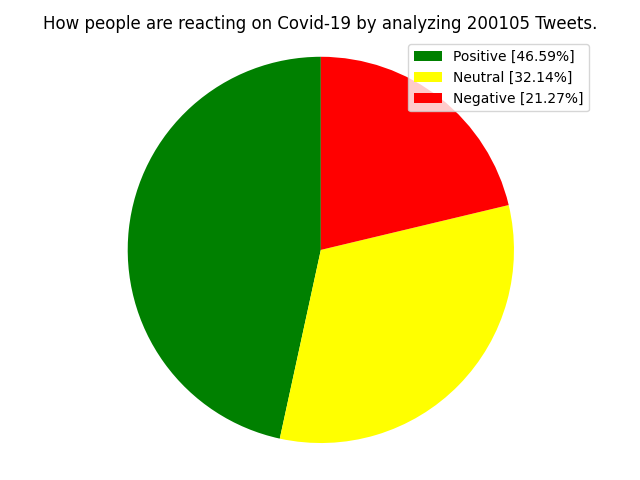 How people are reacting on Covid-19 by analyzing 200105 Tweets.
Positive [46.59%]
Neutral [32.14%]
Negative [21.27%]